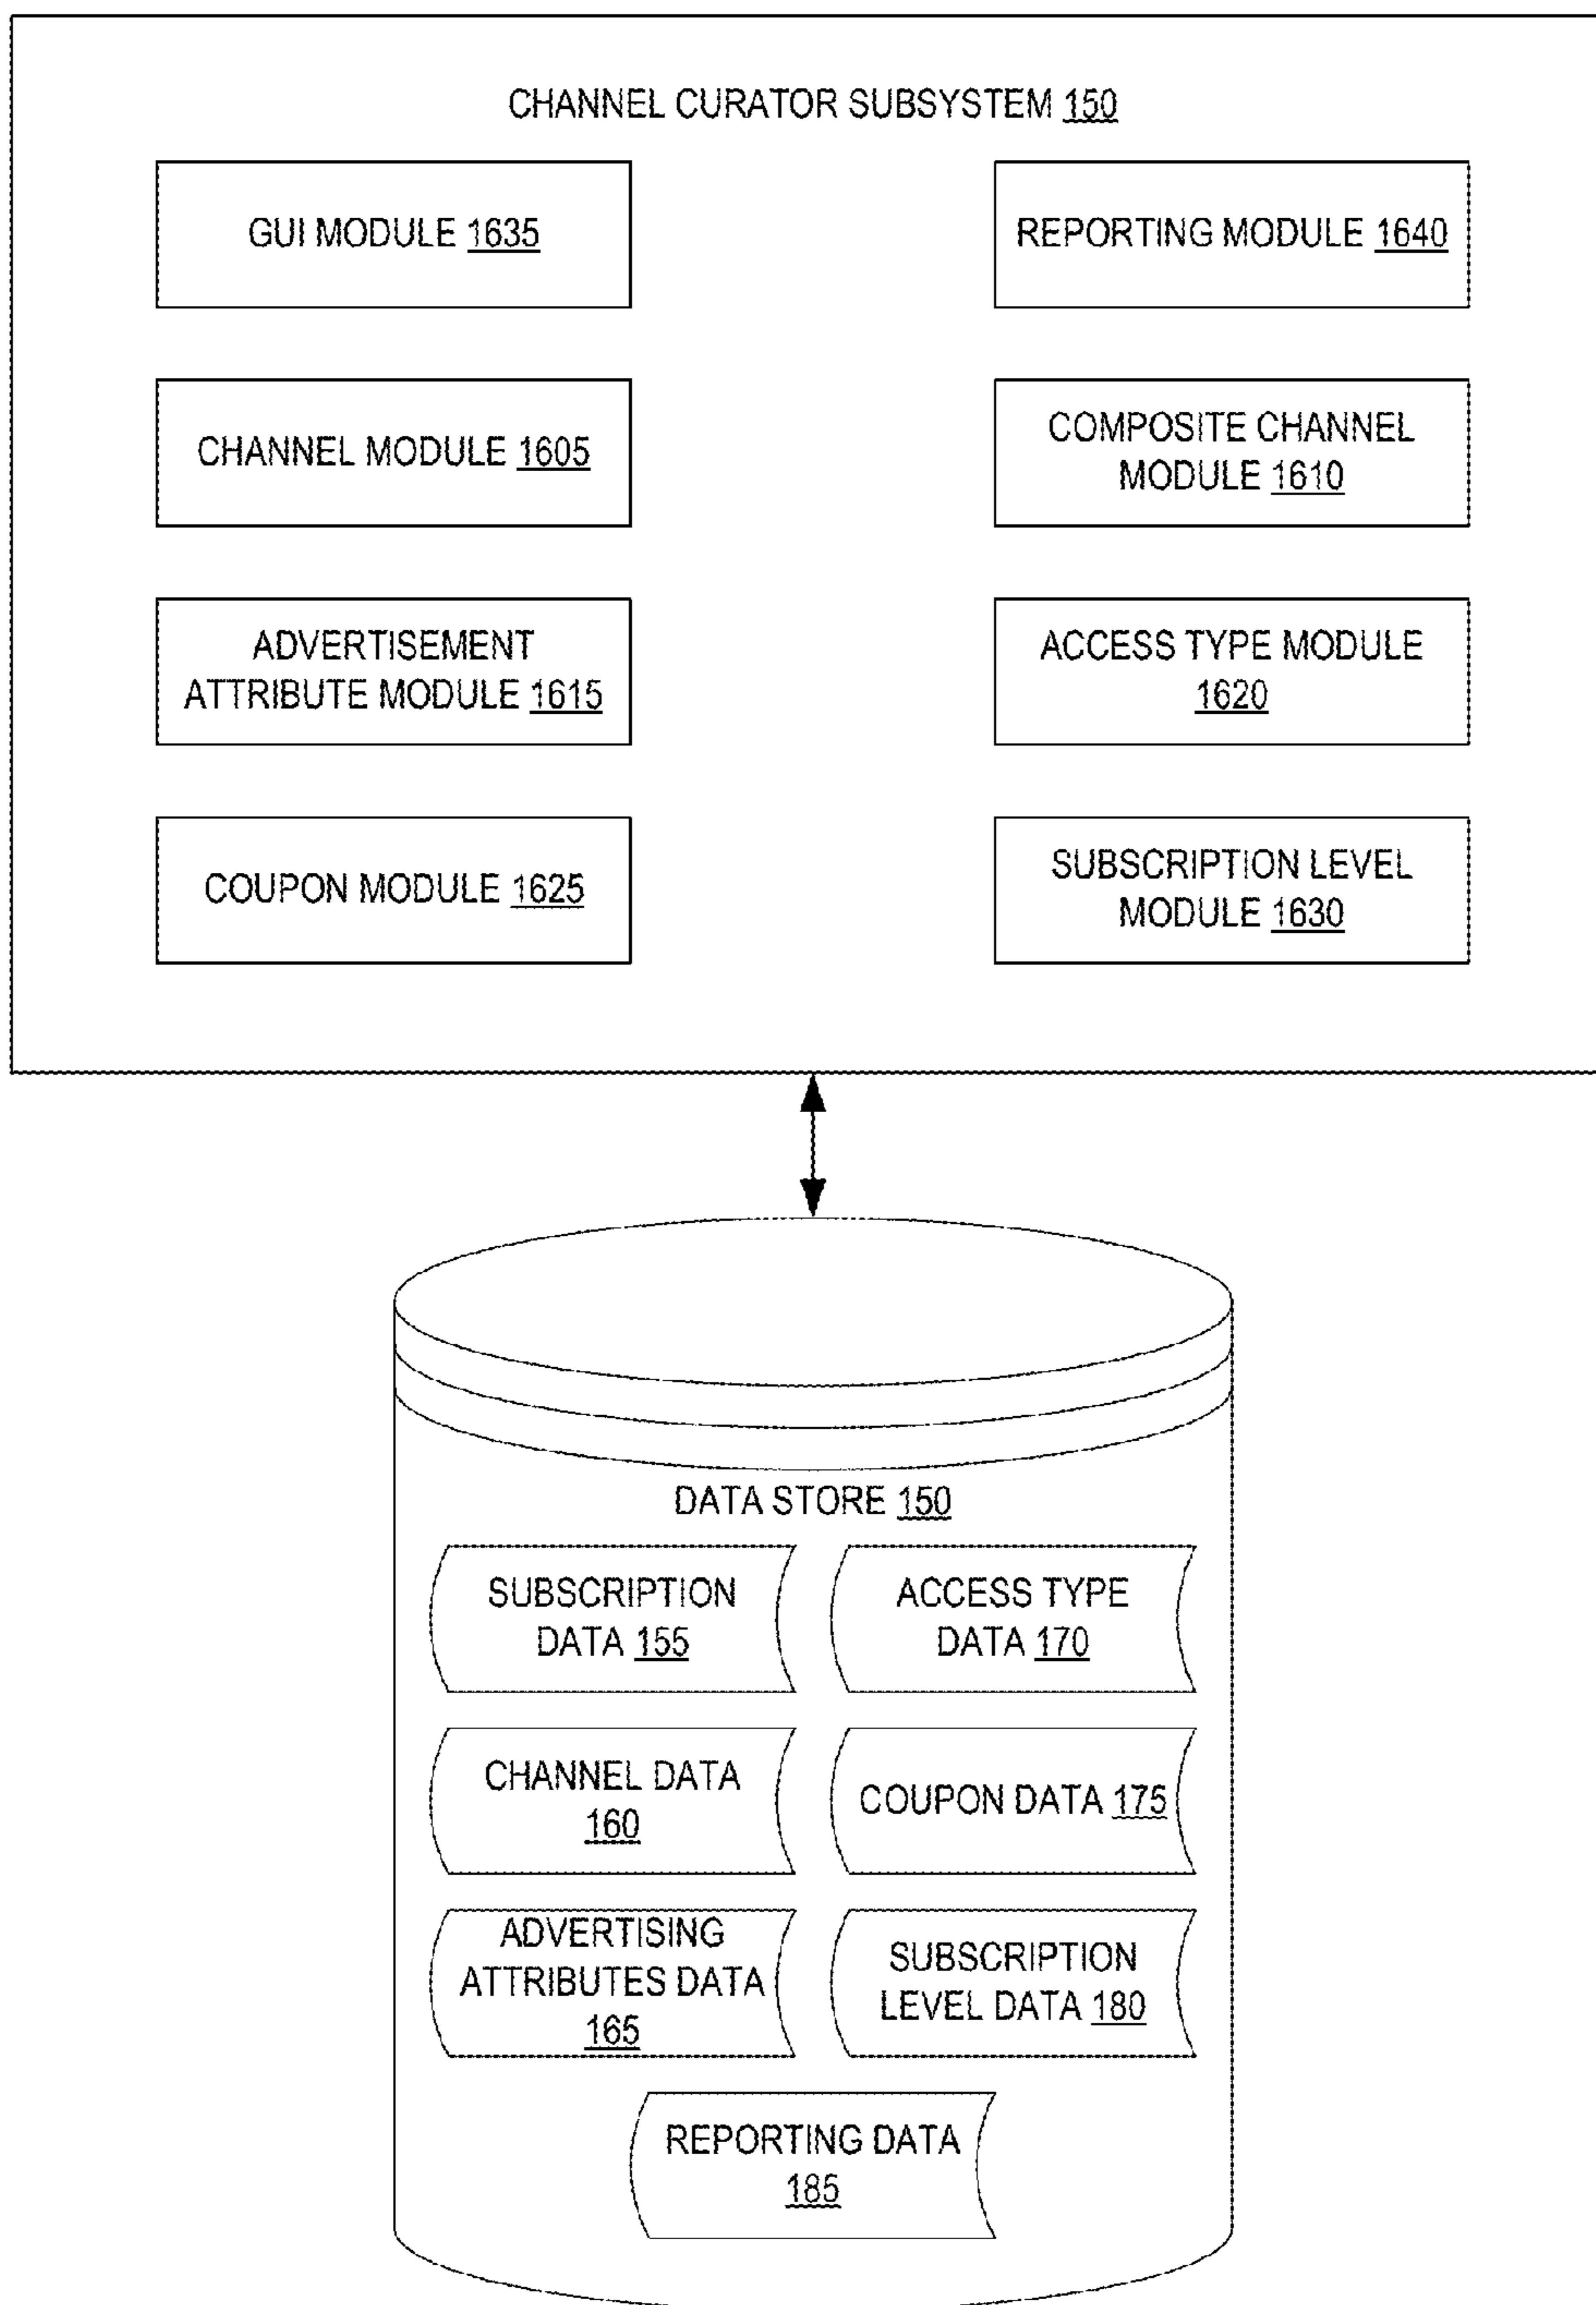 CHANNEL CURATOR SUBSYSTEM 150
GUI MODULE 1635
REPORTING MODULE 1640
CHANNEL MODULE 1605
COMPOSITE CHANNEL
MODULE 1610
ADVERTISEMENT
ATTRIBUTE MODULE 1615
ACCESS TYPE MODULE
1620
COUPON MODULE 1625
SUBSCRIPTION LEVEL
MODULE 1630
DATA STORE 150
SUBSCRIPTION
DATA 155
ACCESS TYPE
DATA 170
CHANNEL DATA
160
COUPON DATA 175
ADVERTISING
ATTRIBUTES DATA
165
SUBSCRIPTION
LEVEL DATA 180
REPORTING DATA
185